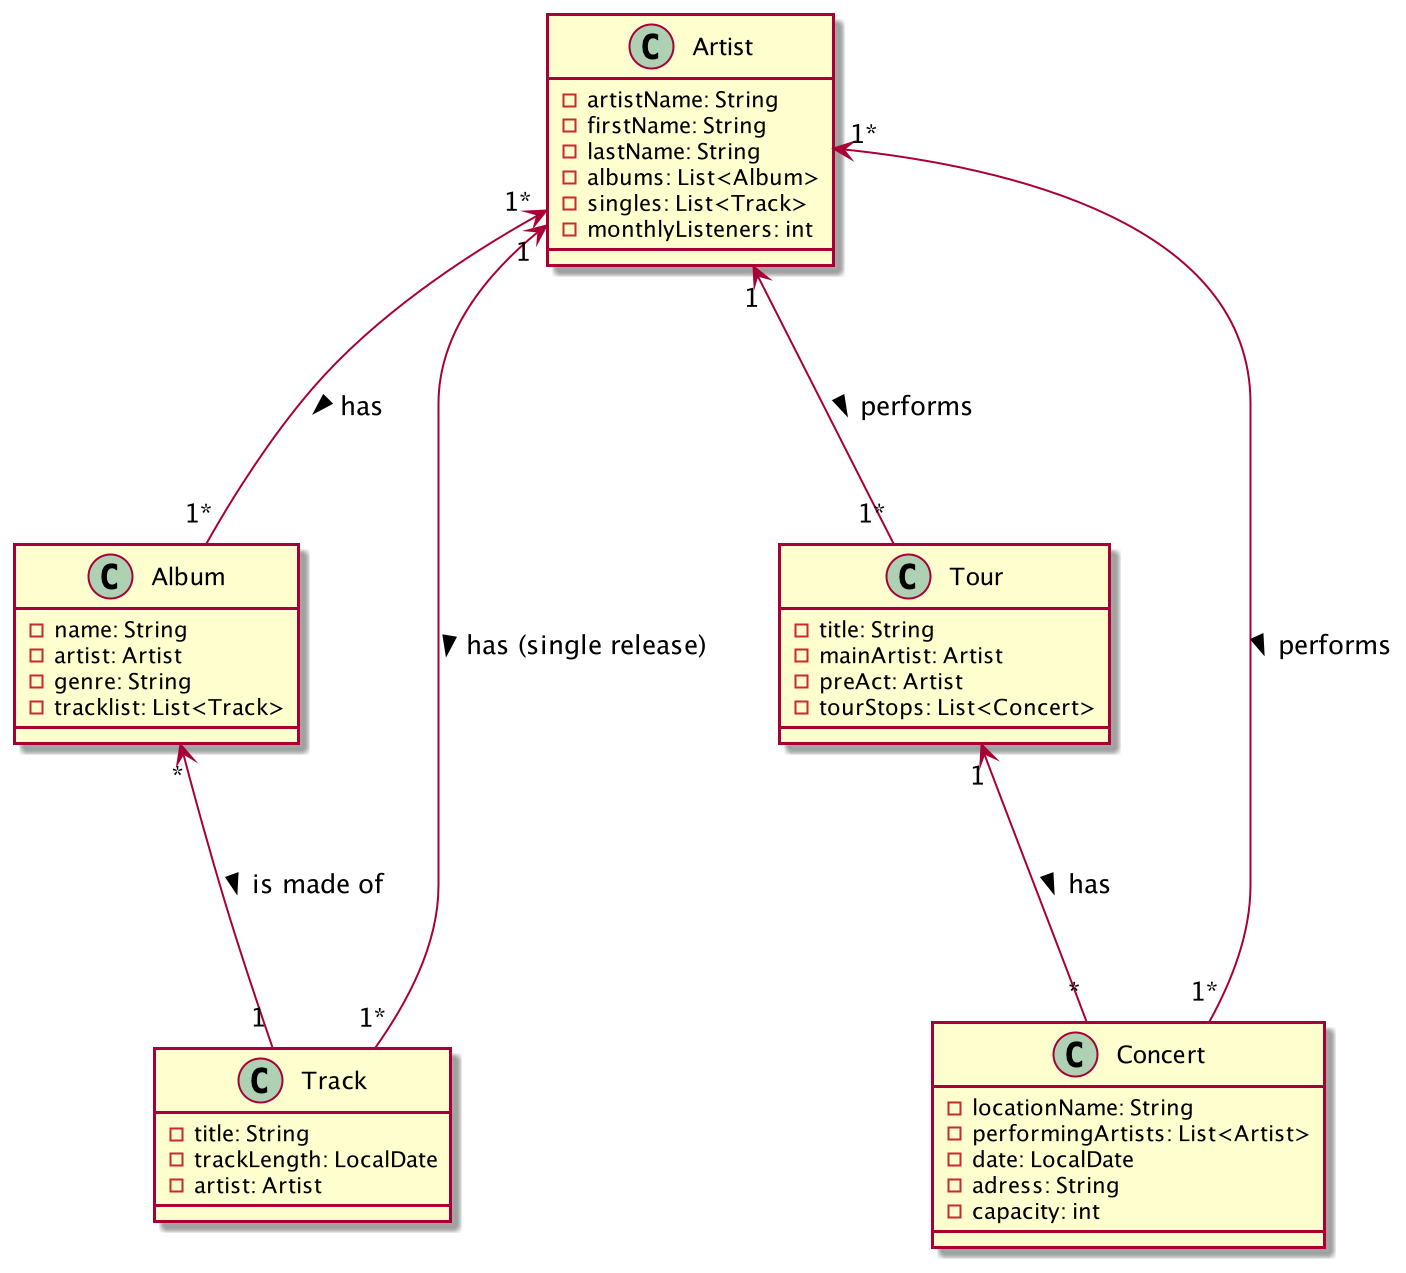 C Artist
artistName: String
firstName: String
lastName: String
albums: List<Album>
singles: List<Track>
monthlyListeners: int
1*
1*
1
1
has
performs
1*
1*
C Album
name: String
artist: Artist
genre: String
tracklist: List<Track>
C Tour
title: String
mainArtist: Artist
preAct: Artist
tourStops: List<Concert>
has (single release)
performs
*
1
is made of
has
1
1*
*
1*
C Track
title: String
trackLength: LocalDate
artist: Artist
C Concert
locationName: String
performingArtists: List<Artist>
date: LocalDate
adress: String
capacity: int